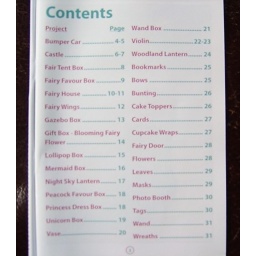 Contents
Project Page
Bumper Car 4-5
Castle 6-7
Fair Tent Box 8
Fairy Favour Box 9
Fairy House 10-11
Fairy Wings 12
Gazebo Box 13
Gift Box - Blooming Fairy
Flower 14
Lollipop Box 15
Mermaid Box 16
Night Sky Lantern 17
Peacock Favour Box 18
Princess Dress Box 18
Unicorn Box 19
Vase 20
Wand Box 21
Violin 22-23
Woodland Lantern 24
Bookmarks 25
Bows 25
Bunting 26
Cake Toppers 26
Cards 27
Cupcake Wraps 27
Fairy Door 28
Flowers 28
Leaves 29
Masks 29
Photo Booth 30
Tags 30
Wand 31
Wreaths 31